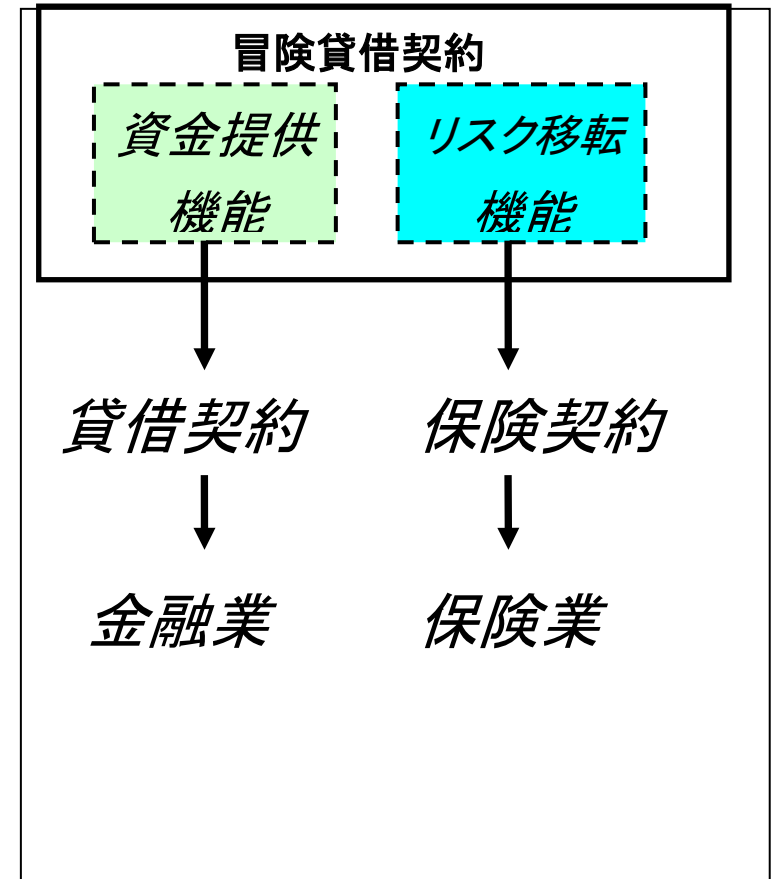 冒険貸借契約
資金提供
機能
リスク移転
機能
貸借契約
保険契約
金融業
保険業